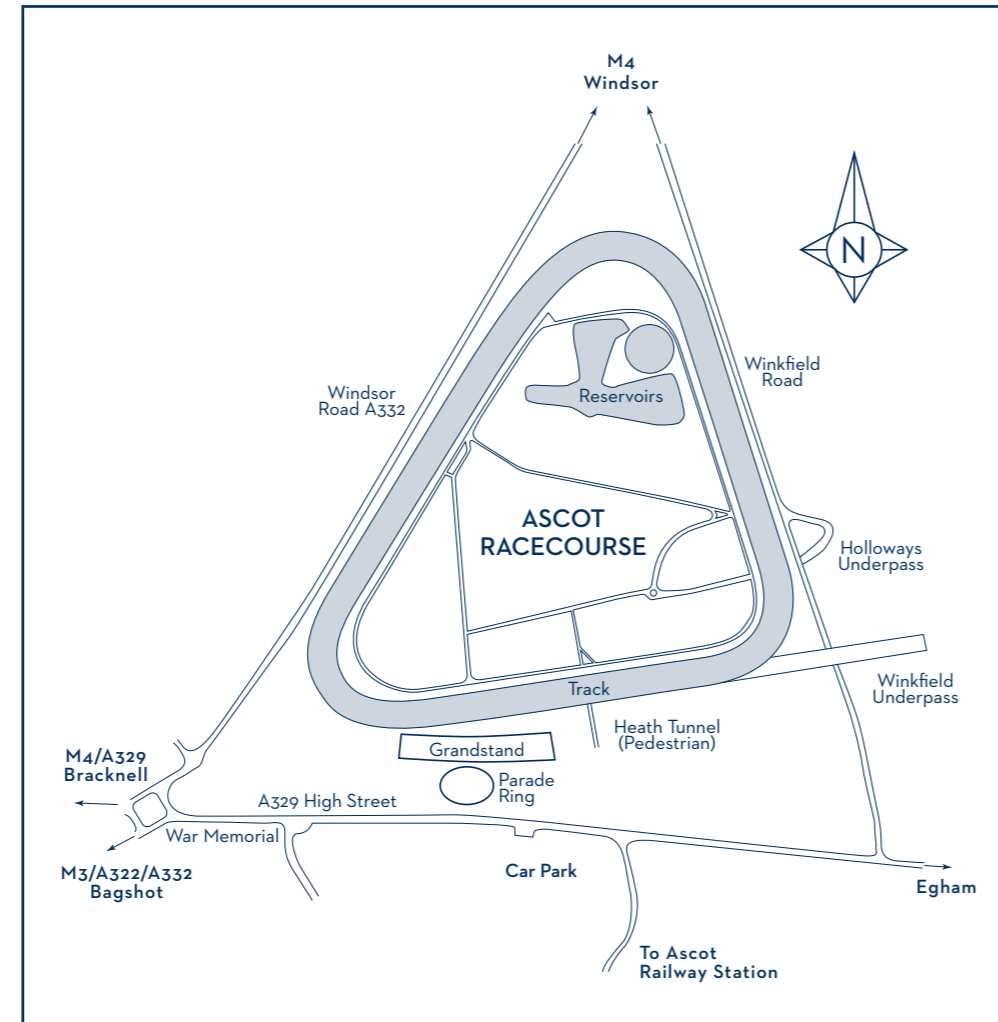 M4
Windsor
N
Windsor
Road A332
Winkfield
Road
Reservoirs
ASCOT
RACECOURSE
Holloways
Underpass
Track
Winkfield
Underpass
Heath Tunnel
(Pedestrian)
Grandstand
M4/A329
Bracknell
Parade
Ring
A329 High Street
War Memorial
M3/A322/A332
Bagshot
Car Park
Egham
To Ascot
Railway Station